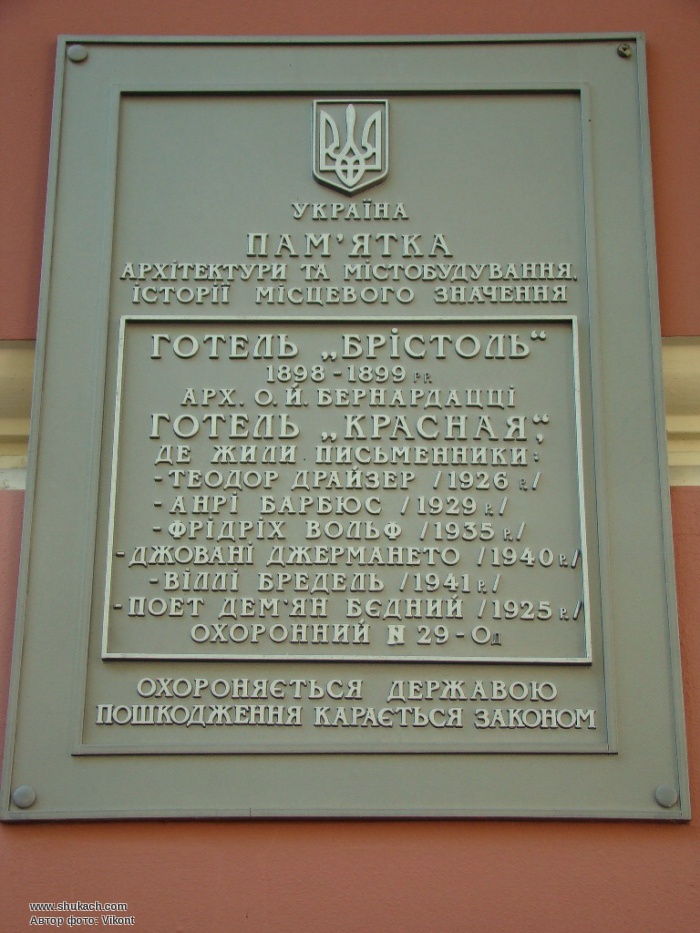 УКРАЇНА
ПАМ'ЯТКА
АРХІТЕКТУРИ ТА МІСТОБУДУВАННЯ,
ІСТОРІЇ МІСЦЕВОГО ЗНАЧЕННЯ
ГОТЕЛЬ „БРІСТОЛЬ“
1898-1899 р.р.
АРХ. О.Й. БЕРНАРДАЦЦІ
ГОТЕЛЬ „КРАСНАЯ“,
ДЕ ЖИЛИ ПИСЬМЕННИКИ:
-ТЕОДОР ДРАЙЗЕР /1926 р./
-АНРІ БАРБЮС /1929 р./
-ФРІДРІХ ВОЛЬФ /1935 р./
-ДЖОВАНІ ДЖЕРМАНЕТО /1940 р./
-ВІЛЛІ БРЕДЕЛЬ /1941 р./
-ПОЕТ ДЕМ'ЯН БЄДНИЙ /1925 р./
ОХОРОННИЙ N 29-Од
ОХОРОНЯЄТЬСЯ ДЕРЖАВОЮ
ПОШКОДЖЕННЯ КАРАЄТЬСЯ ЗАКОНОМ
www.shukach.com
Автор фото: Vikont